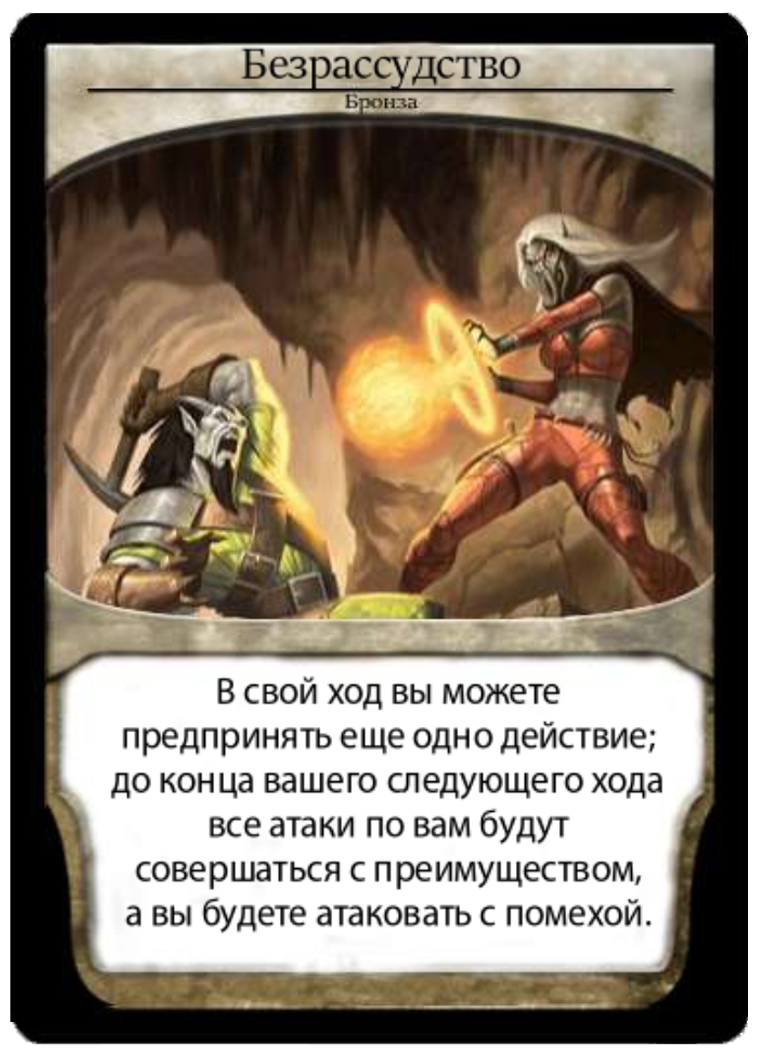 Безрассудство
Бронза
В свой ход вы можете
предпринять еще одно действие;
до конца вашего следующего хода
все атаки по вам будут
совершаться с преимуществом,
а вы будете атаковать с помехой.